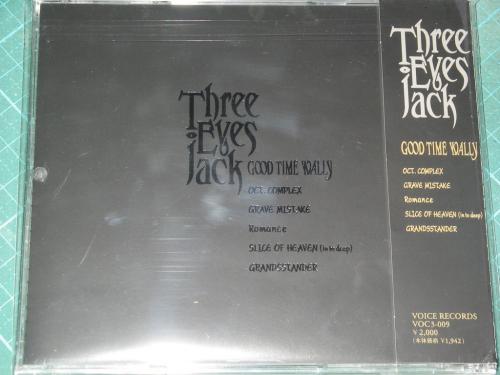 Three
Eyes
Jack
GOOD TIME WALLY
OCT. COMPLEX
GRAVE MISTAKE
Romance
SLICE OF HEAVEN (in to deep)
GRANDSSTANDER
Three
Eyes
Jack
GOOD TIME WALLY
OCT. COMPLEX
GRAVE MISTAKE
Romance
SLICE OF HEAVEN (in to deep)
GRANDSSTANDER
VOICE RECORDS
VOC3-009
¥2,000
(本体価格 ¥1,942)